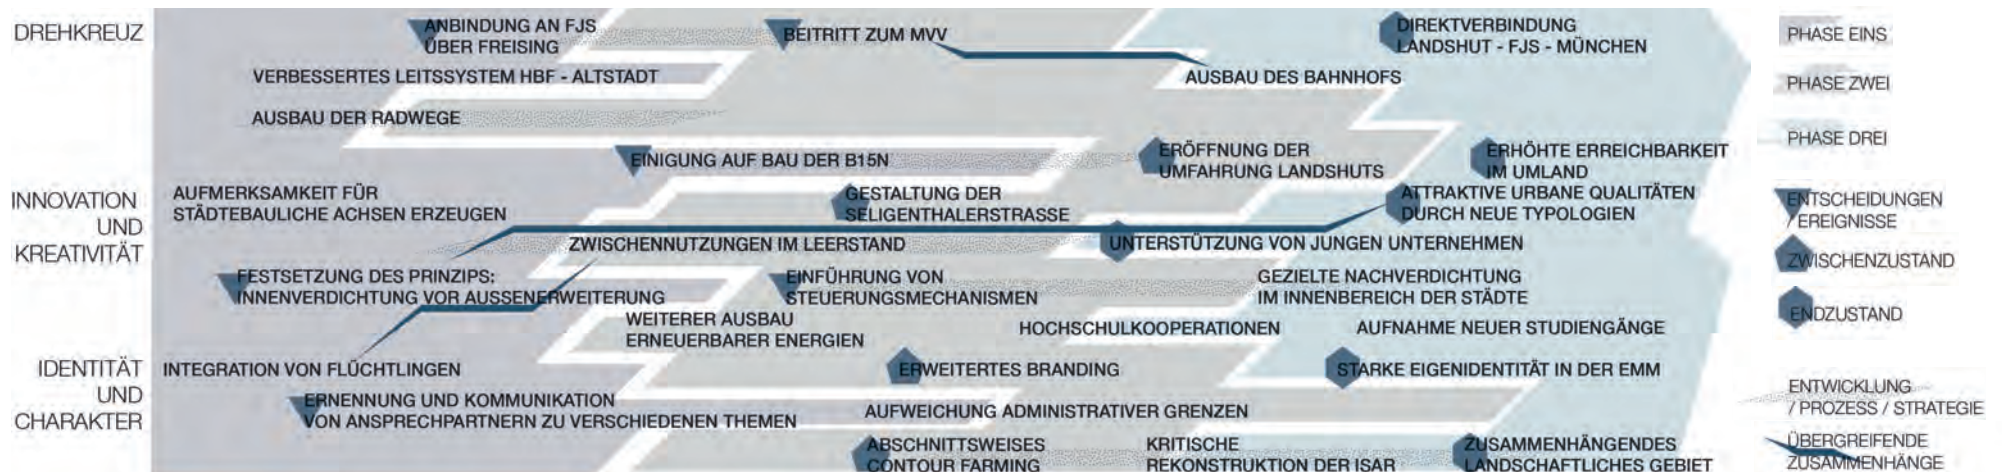 DREHKREUZ
ANBINDUNG AN FJS
ÜBER FREISING
BEITRITT ZUM MVV
DIREKTVERBINDUNG
LANDSHUT - FJS - MÜNCHEN
VERBESSERTES LEITSSYSTEM HBF - ALTSTADT
AUSBAU DES BAHNHOFS
AUSBAU DER RADWEGE
EINIGUNG AUF BAU DER B15N
ERÖFFNUNG DER
UMFAHRUNG LANDSHUTS
ERHÖHTE ERREICHBARKEIT
IM UMLAND
INNOVATION
UND
KREATIVITÄT
AUFMERKSAMKEIT FÜR
STÄDTEBAULICHE ACHSEN ERZEUGEN
GESTALTUNG DER
SELIGENTHALERSTRASSE
ATTRAKTIVE URBANE QUALITÄTEN
DURCH NEUE TYPOLOGIEN
ZWISCHENNUTZUNGEN IM LEERSTAND
UNTERSTÜTZUNG VON JUNGEN UNTERNEHMEN
FESTSETZUNG DES PRINZIPS:
INNENVERDICHTUNG VOR AUSSENERWEITERUNG
EINFÜHRUNG VON
STEUERUNGSMECHANISMEN
GEZIELTE NACHVERDICHTUNG
IM INNENBEREICH DER STÄDTE
WEITERER AUSBAU
ERNEUERBARER ENERGIEN
HOCHSCHULKOOPERATIONEN
AUFNAHME NEUER STUDIENGÄNGE
IDENTITÄT
UND
CHARAKTER
INTEGRATION VON FLÜCHTLINGEN
ERWEITERTES BRANDING
STARKE EIGENIDENTITÄT IN DER EMM
ERNENNUNG UND KOMMUNIKATION
VON ANSPRECHPARTNERN ZU VERSCHIEDENEN THEMEN
AUFWEICHUNG ADMINISTRATIVER GRENZEN
ABSCHNITTSWEISES
CONTOUR FARMING
KRITISCHE
REKONSTRUKTION DER ISAR
ZUSAMMENHÄNGENDES
LANDSCHAFTLICHES GEBIET
PHASE EINS
PHASE ZWEI
PHASE DREI
ENTSCHEIDUNGEN
/EREIGNISSE
ZWISCHENZUSTAND
ENDZUSTAND
ENTWICKLUNG
/ PROZESS / STRATEGIE
ÜBERGREIFENDE
ZUSAMMENHÄNGE